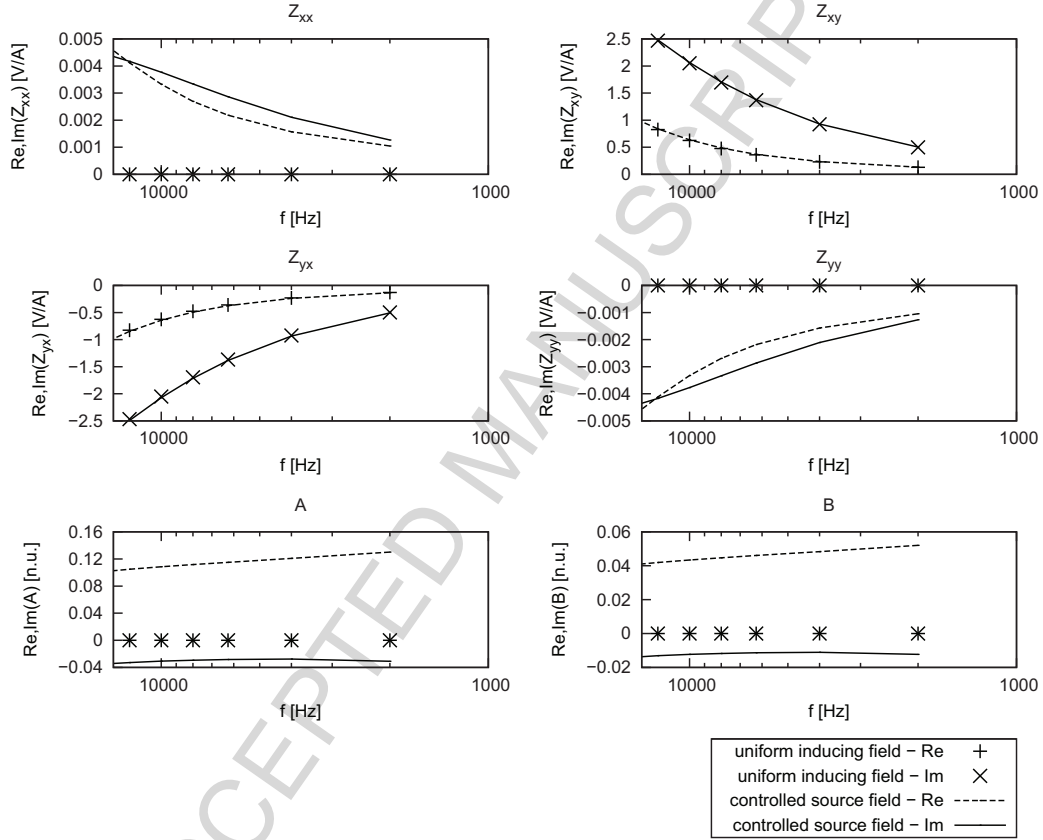 Z_xx
Re,Im(Z_xx) [V/A]
0.005
0.004
0.003
0.002
0.001
0
10000
1000
f [Hz]
Z_xy
Re,Im(Z_xy) [V/A]
2.5
2
1.5
1
0.5
0
10000
1000
f [Hz]
Z_yx
Re,Im(Z_yx) [V/A]
0
−0.5
−1
−1.5
−2
−2.5
10000
1000
f [Hz]
Z_yy
Re,Im(Z_yy) [V/A]
0
−0.001
−0.002
−0.003
−0.004
−0.005
10000
1000
f [Hz]
A
Re,Im(A) [n.u.]
0.16
0.12
0.08
0.04
0
−0.04
10000
1000
f [Hz]
B
Re,Im(B) [n.u.]
0.06
0.04
0.02
0
−0.02
10000
1000
f [Hz]
uniform inducing field − Re
uniform inducing field − Im
controlled source field − Re
controlled source field − Im
CEPTED MANUSCRIP